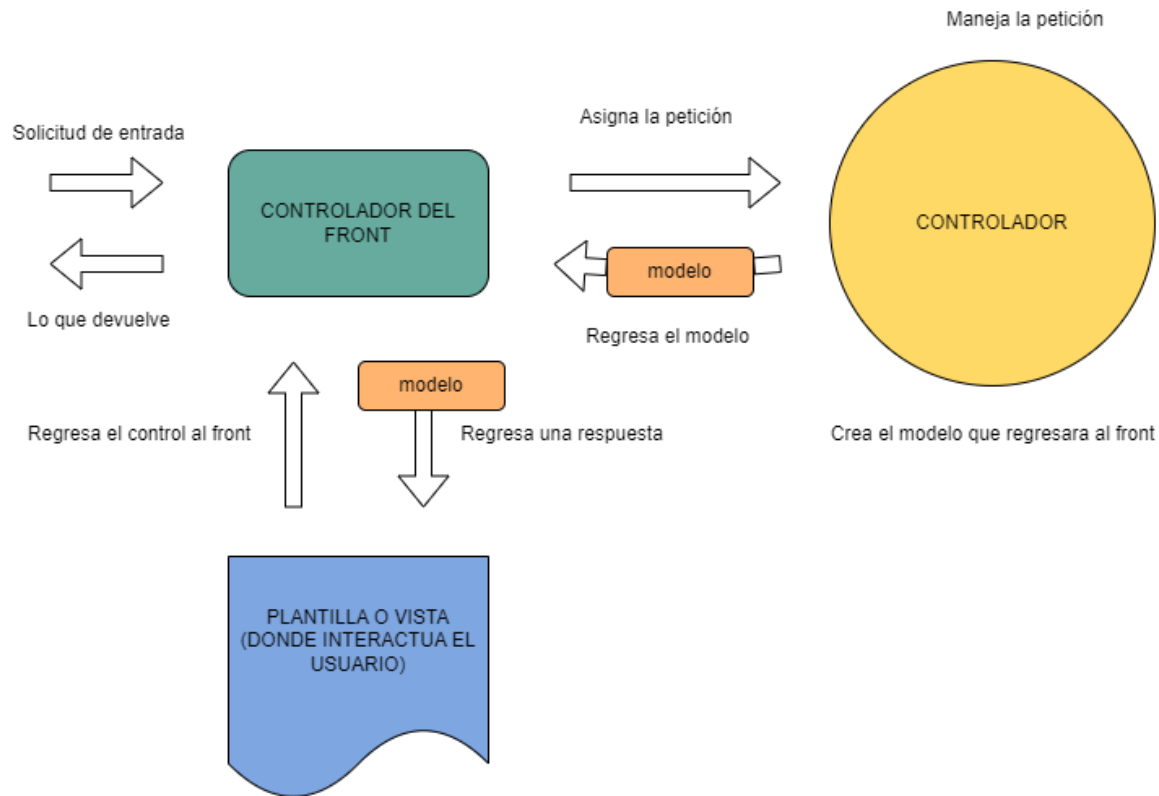 Maneja la petición
Solicitud de entrada
Asigna la petición
CONTROLADOR DEL
FRONT
CONTROLADOR
modelo
Lo que devuelve
Regresa el modelo
modelo
Regresa el control al front
Regresa una respuesta
Crea el modelo que regresara al front
PLANTILLA O VISTA
(DONDE INTERACTUA EL
USUARIO)